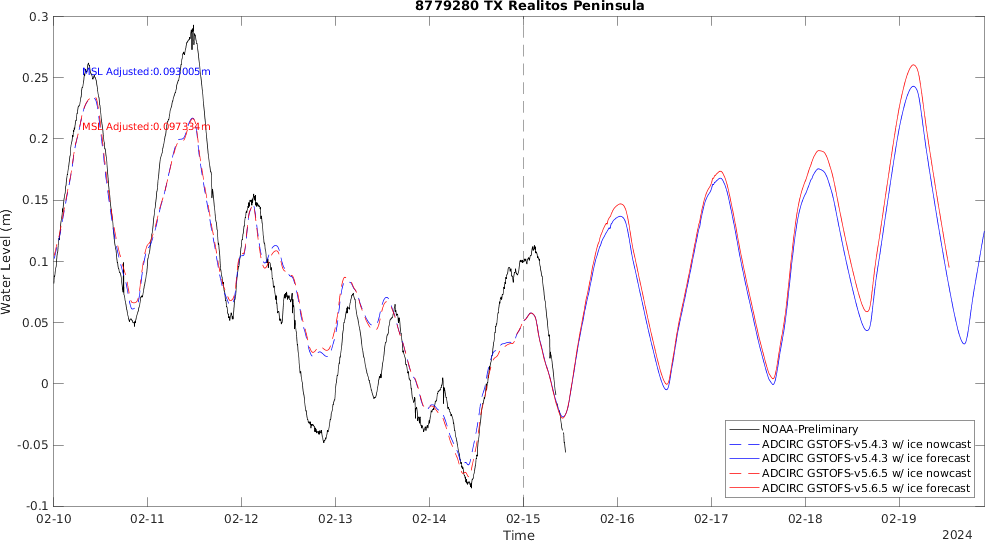 8779280 TX Realitos Peninsula
0.3
0.25
0.2
0.15
0.1
0.05
0
-0.05
-0.1
Water Level (m)
MSL Adjusted:0.093005m
MSL Adjusted:0.097334m
NOAA-Preliminary
ADCIRC GSTOFS-v5.4.3 w/ ice nowcast
ADCIRC GSTOFS-v5.4.3 w/ ice forecast
ADCIRC GSTOFS-v5.6.5 w/ ice nowcast
ADCIRC GSTOFS-v5.6.5 w/ ice forecast
02-10 02-11 02-12 02-13 02-14 02-15 02-16 02-17 02-18 02-19
Time
2024